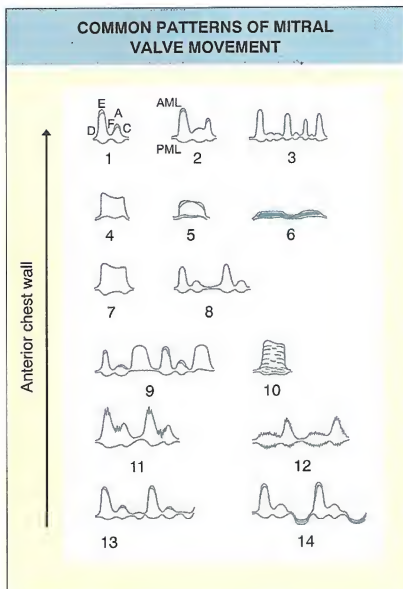 COMMON PATTERNS OF MITRAL
VALVE MOVEMENT
Anterior chest wall
E
A
D
F
C
1
AML
PML
2
3
4
5
6
7
8
9
10
11
12
13
14